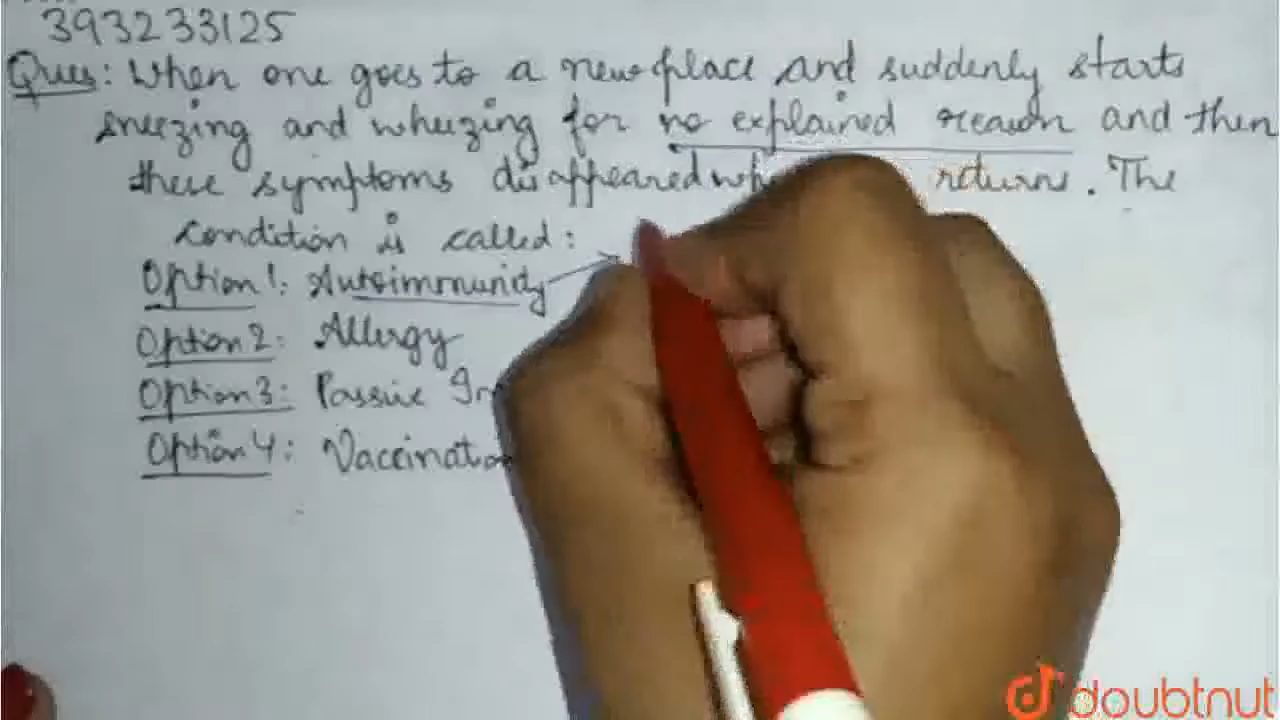 393233125
Ques: When one goes to a new place and suddenly starts
sneezing and wheezing for no explained reason and then
these symptoms disappeared returns. The
condition is called:
Option 1: Autoimmunity
Option 2: Allergy
Option 3: Passive
Option 4: Vaccination
doubtnut